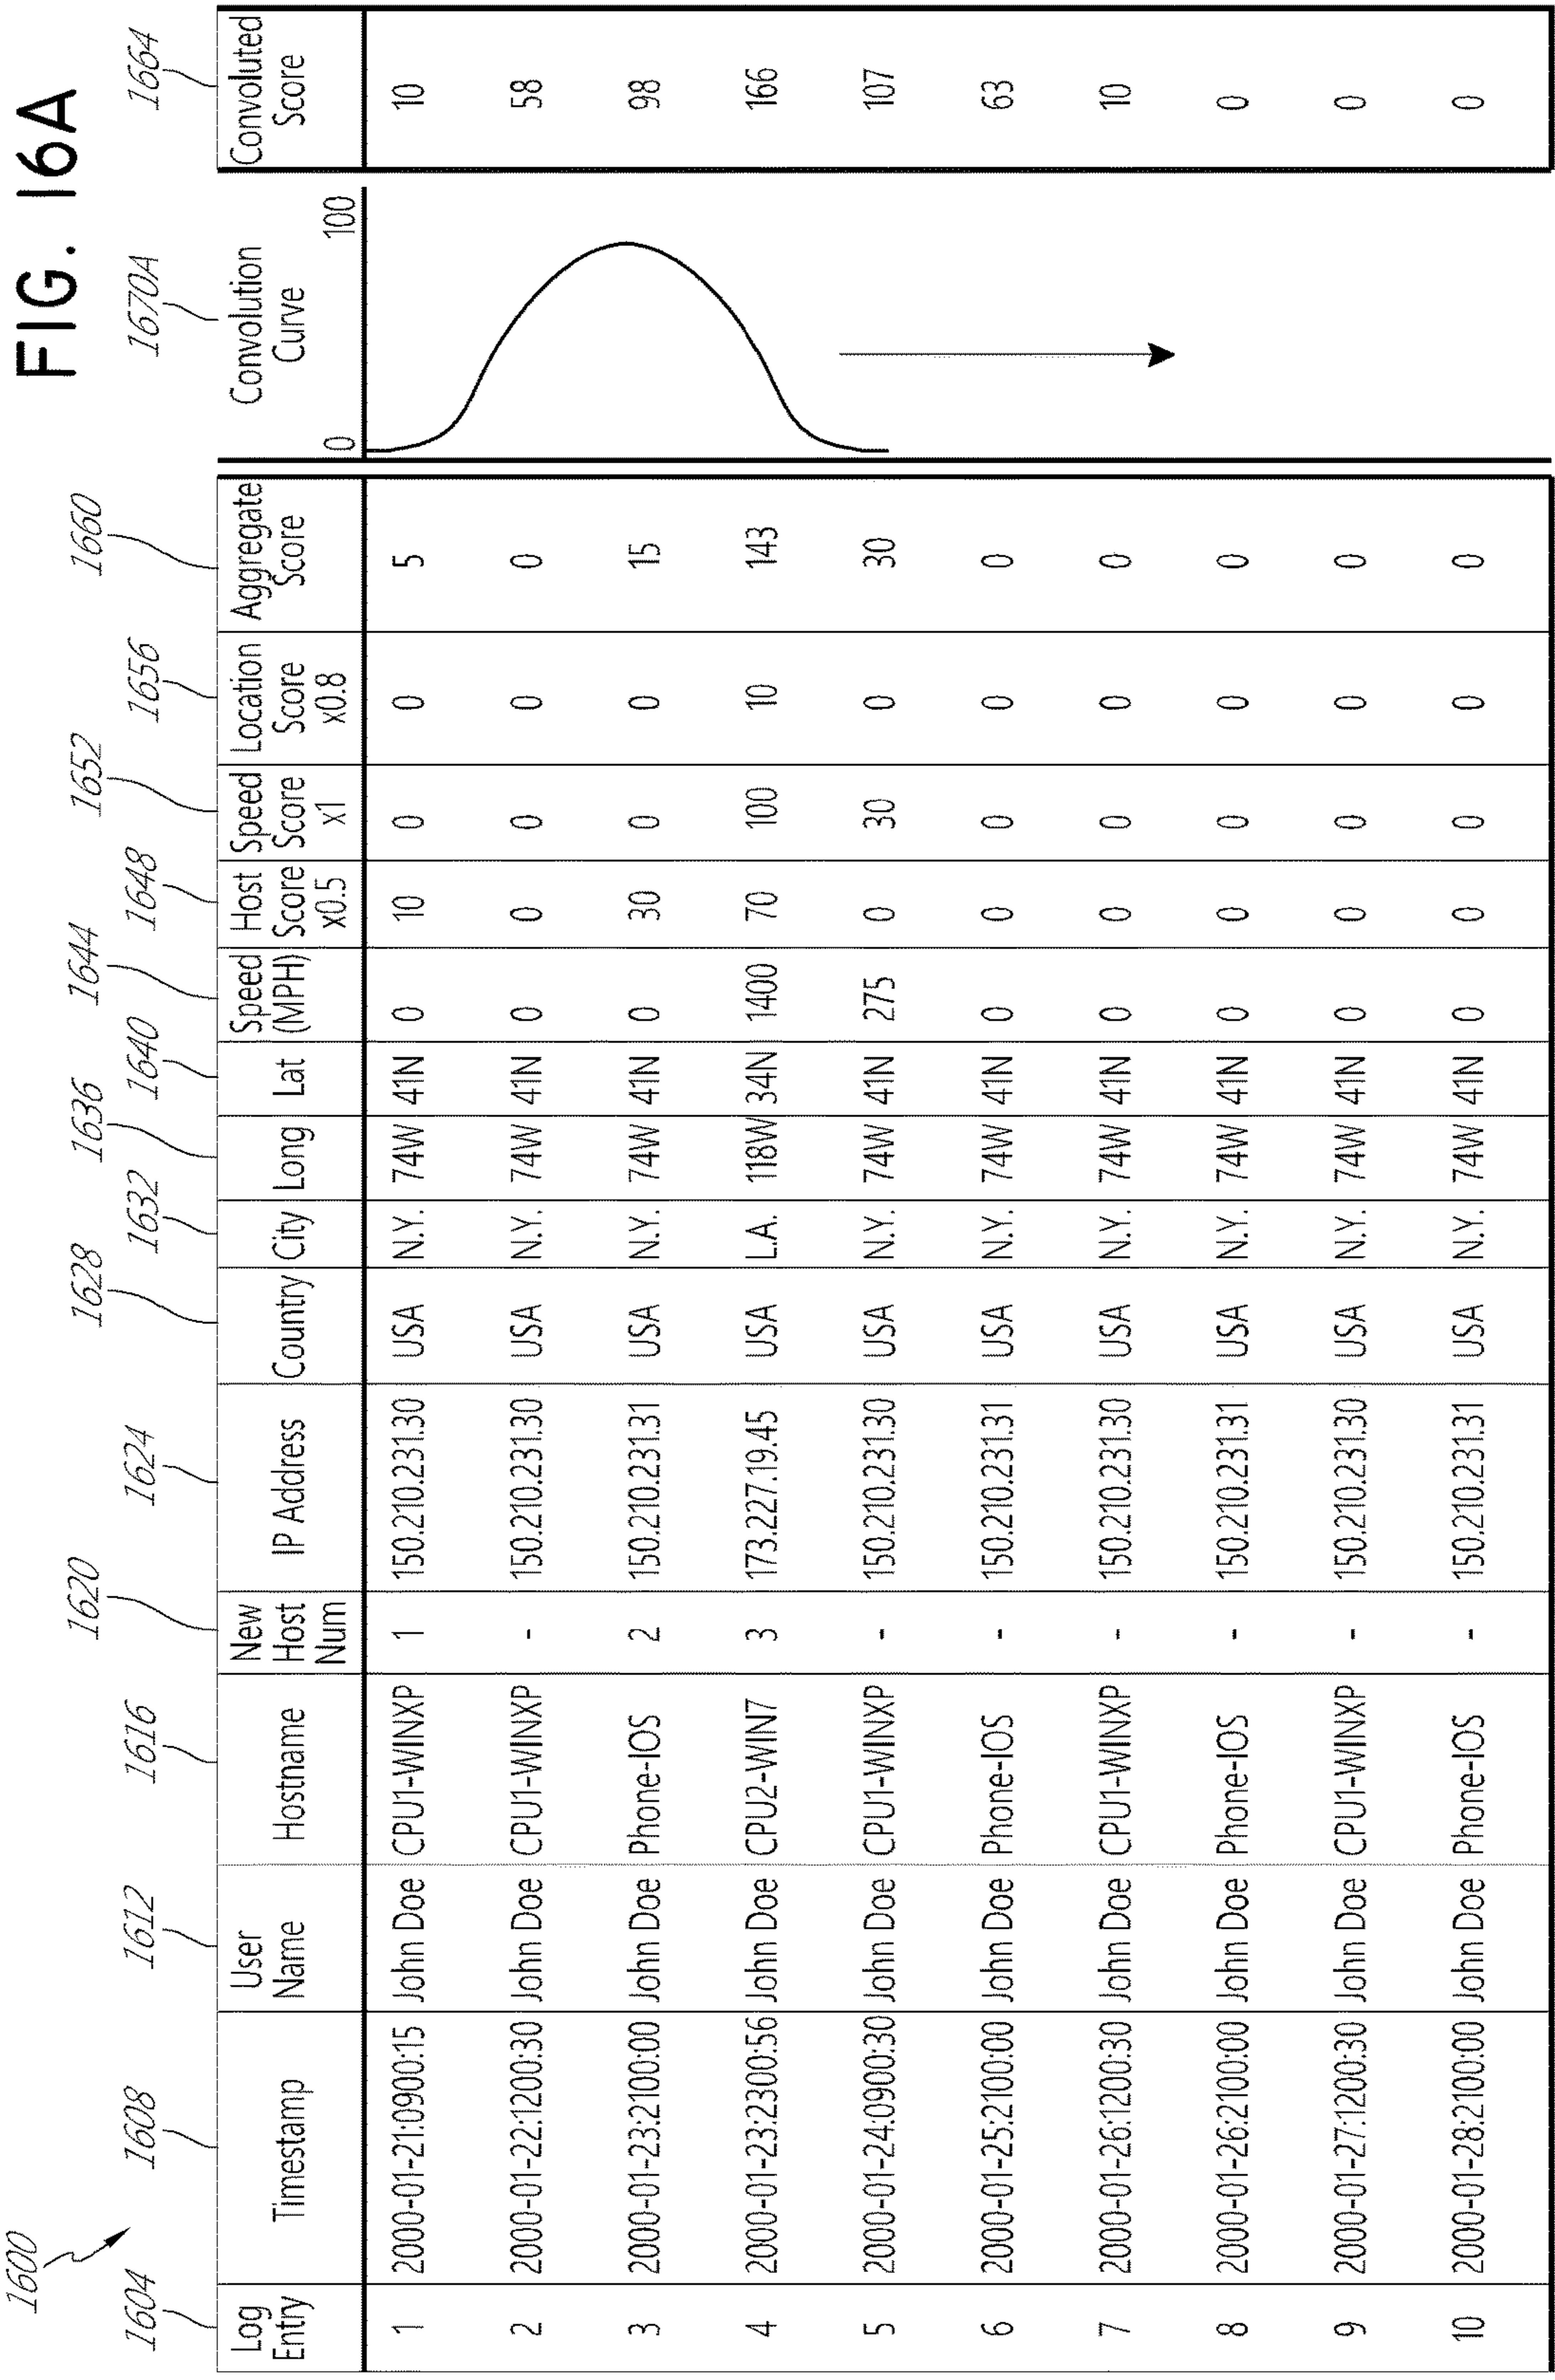 FIG. 16A
1600
1604 1608 1612 1616 1620 1624 1628 1632 1636 1640 1644 1648 1652 1656 1660 1670A 1664
Log Entry Timestamp User Name Hostname New Host Num IP Address Country City Long Lat Speed (MPH) Host Score x0.5 Speed Score x1 Location Score x0.8 Aggregate Score Convolution Curve 0 100 Convoluted Score
1 2000-01-21:0900:15 John Doe CPU1-WINXP 1 150.210.231.30 USA N.Y. 74W 41N 0 10 0 0 5 10
2 2000-01-22:1200:30 John Doe CPU1-WINXP - 150.210.231.30 USA N.Y. 74W 41N 0 0 0 0 0 58
3 2000-01-23:2100:00 John Doe Phone-IOS 2 150.210.231.31 USA N.Y. 74W 41N 0 30 0 0 15 98
4 2000-01-23:2300:56 John Doe CPU2-WIN7 3 173.227.19.45 USA L.A. 118W 34N 1400 70 100 10 143 166
5 2000-01-24:0900:30 John Doe CPU1-WINXP - 150.210.231.30 USA N.Y. 74W 41N 275 0 30 0 30 107
6 2000-01-25:2100:00 John Doe Phone-IOS - 150.210.231.31 USA N.Y. 74W 41N 0 0 0 0 0 63
7 2000-01-26:1200:30 John Doe CPU1-WINXP - 150.210.231.30 USA N.Y. 74W 41N 0 0 0 0 0 10
8 2000-01-26:2100:00 John Doe Phone-IOS - 150.210.231.31 USA N.Y. 74W 41N 0 0 0 0 0 0
9 2000-01-27:1200:30 John Doe CPU1-WINXP - 150.210.231.30 USA N.Y. 74W 41N 0 0 0 0 0 0
10 2000-01-28:2100:00 John Doe Phone-IOS - 150.210.231.31 USA N.Y. 74W 41N 0 0 0 0 0 0